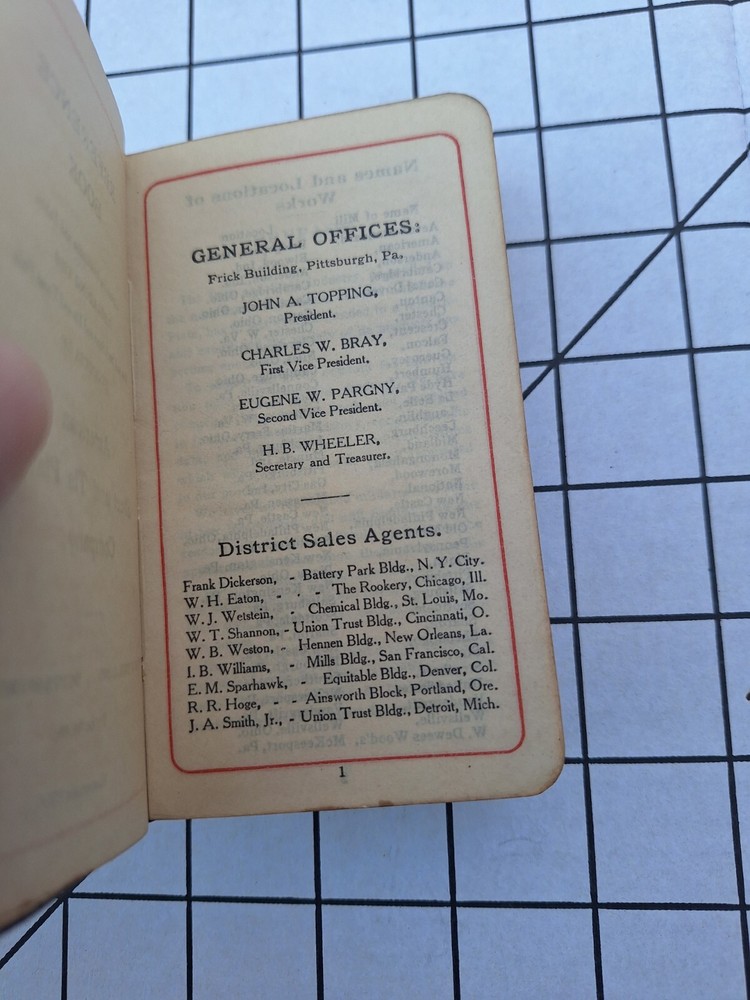 GENERAL OFFICES:
Frick Building, Pittsburgh, Pa.
JOHN A. TOPPING,
President.
CHARLES W. BRAY,
First Vice President.
EUGENE W. PARGNY,
Second Vice President.
H. B. WHEELER,
Secretary and Treasurer.
District Sales Agents.
Frank Dickerson, - Battery Park Bldg., N. Y. City.
W. H. Eaton, - - - The Rookery, Chicago, Ill.
W. J. Wetstein, - Chemical Bldg., St. Louis, Mo.
W. T. Shannon, - Union Trust Bldg., Cincinnati, O.
W. B. Weston, - Hennen Bldg., New Orleans, La.
I. B. Williams, - Mills Bldg., San Francisco, Cal.
E. M. Sparhawk, - Equitable Bldg., Denver, Col.
R. R. Hoge, - - Ainsworth Block, Portland, Ore.
J. A. Smith, Jr., - Union Trust Bldg., Detroit, Mich.
1